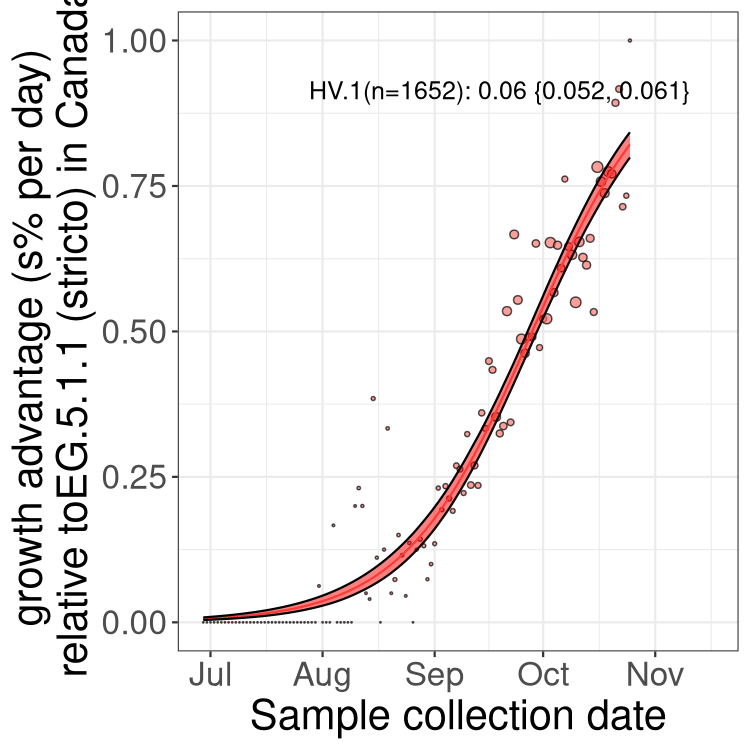 growth advantage (s% per day)
relative toEG.5.1.1 (stricto) in Canada
1.00
0.75
0.50
0.25
0.00
HV.1(n=1652): 0.06 {0.052, 0.061}
Jul Aug Sep Oct Nov
Sample collection date